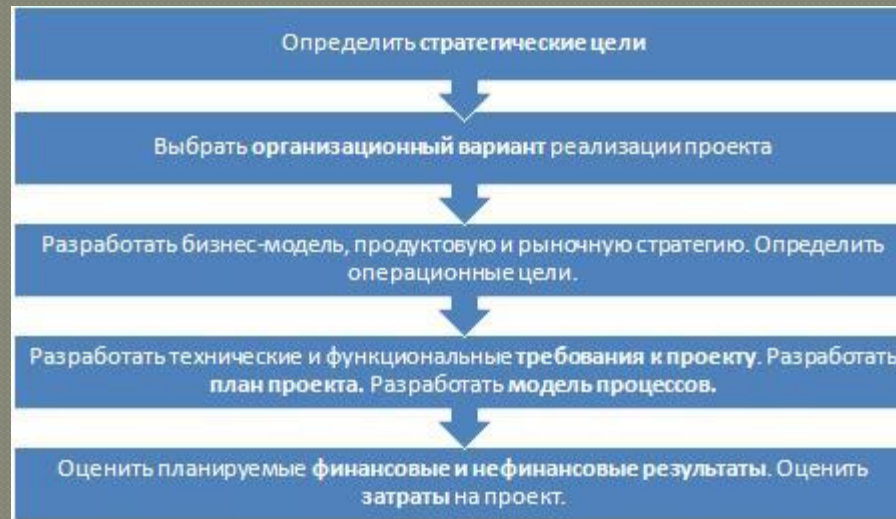 Определить стратегические цели
Выбрать организационный вариант реализации проекта
Разработать бизнес-модель, продуктовую и рыночную стратегию. Определить
операционные цели.
Разработать технические и функциональные требования к проекту. Разработать
план проекта. Разработать модель процессов.
Оценить планируемые финансовые и нефинансовые результаты. Оценить
затраты на проект.